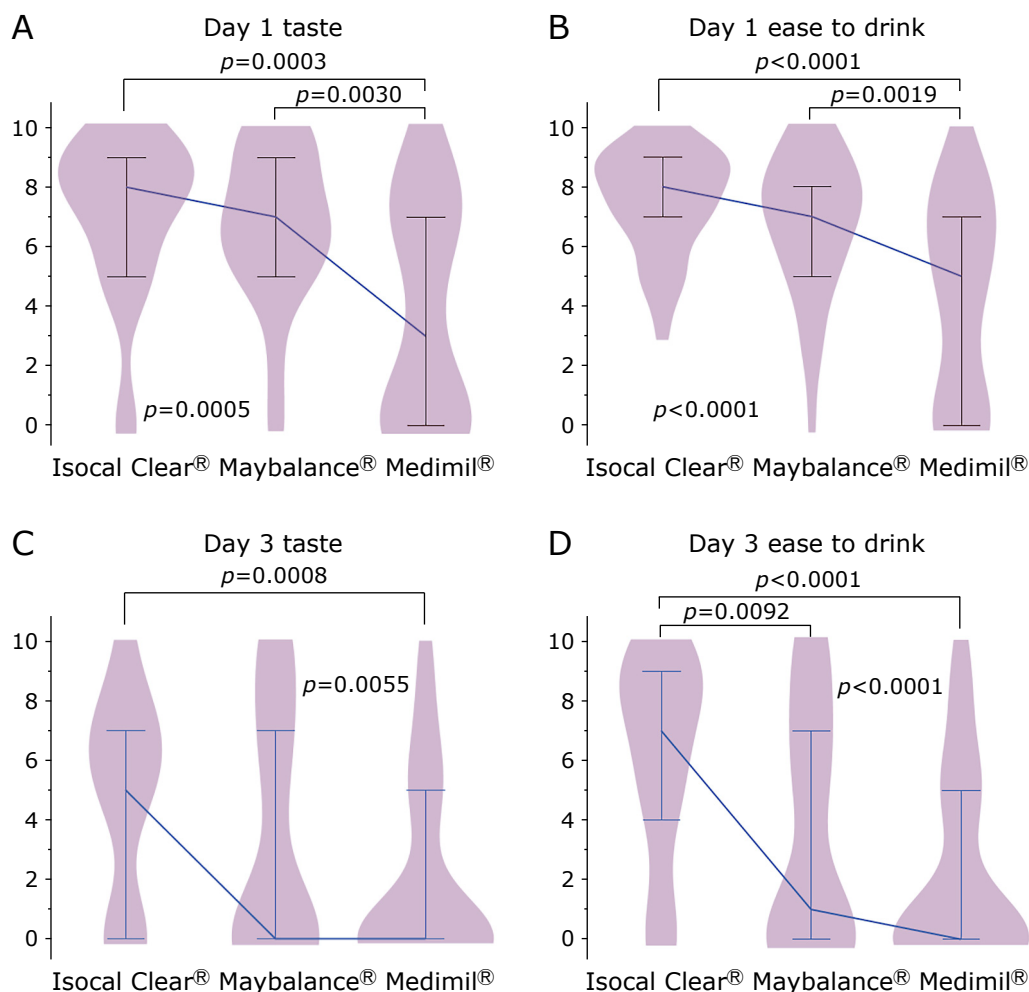 A
Day 1 taste
p=0.0003
p=0.0030
10
8
6
4
2
0
p=0.0005
Isocal Clear® Maybalance® Medimil®
B
Day 1 ease to drink
p<0.0001
p=0.0019
10
8
6
4
2
0
p<0.0001
Isocal Clear® Maybalance® Medimil®
C
Day 3 taste
p=0.0008
10
8
6
4
2
0
p=0.0055
Isocal Clear® Maybalance® Medimil®
D
Day 3 ease to drink
p<0.0001
p=0.0092
10
8
6
4
2
0
p<0.0001
Isocal Clear® Maybalance® Medimil®